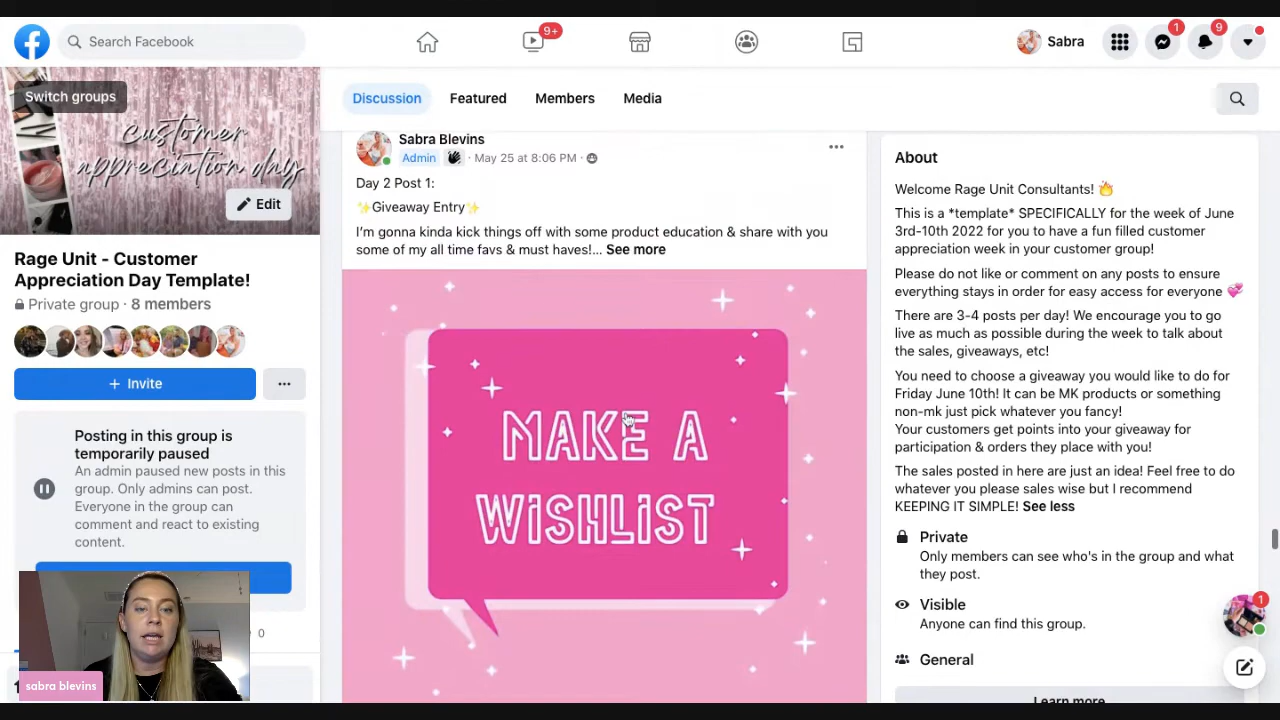 Search Facebook
9+
Sabra
1
9
Switch groups
customer
appreciation day
Edit
Rage Unit - Customer
Appreciation Day Template!
Private group · 8 members
+ Invite
Posting in this group is
temporarily paused
An admin paused new posts in this
group. Only admins can post.
Everyone in the group can
comment and react to existing
content.
0
sabra blevins
Discussion
Featured
Members
Media
Sabra Blevins
Admin · May 25 at 8:06 PM ·
Day 2 Post 1:
✨Giveaway Entry✨
I'm gonna kinda kick things off with some product education & share with you
some of my all time favs & must haves!... See more
MAKE A
WISHLIST
About
Welcome Rage Unit Consultants! 🔥
This is a *template* SPECIFICALLY for the week of June
3rd-10th 2022 for you to have a fun filled customer
appreciation week in your customer group!
Please do not like or comment on any posts to ensure
everything stays in order for easy access for everyone 💞
There are 3-4 posts per day! We encourage you to go
live as much as possible during the week to talk about
the sales, giveaways, etc!
You need to choose a giveaway you would like to do for
Friday June 10th! It can be MK products or something
non-mk just pick whatever you fancy!
Your customers get points into your giveaway for
participation & orders they place with you!
The sales posted in here are just an idea! Feel free to do
whatever you please sales wise but I recommend
KEEPING IT SIMPLE! See less
Private
Only members can see who's in the group and what
they post.
Visible
Anyone can find this group.
General
1
Learn more